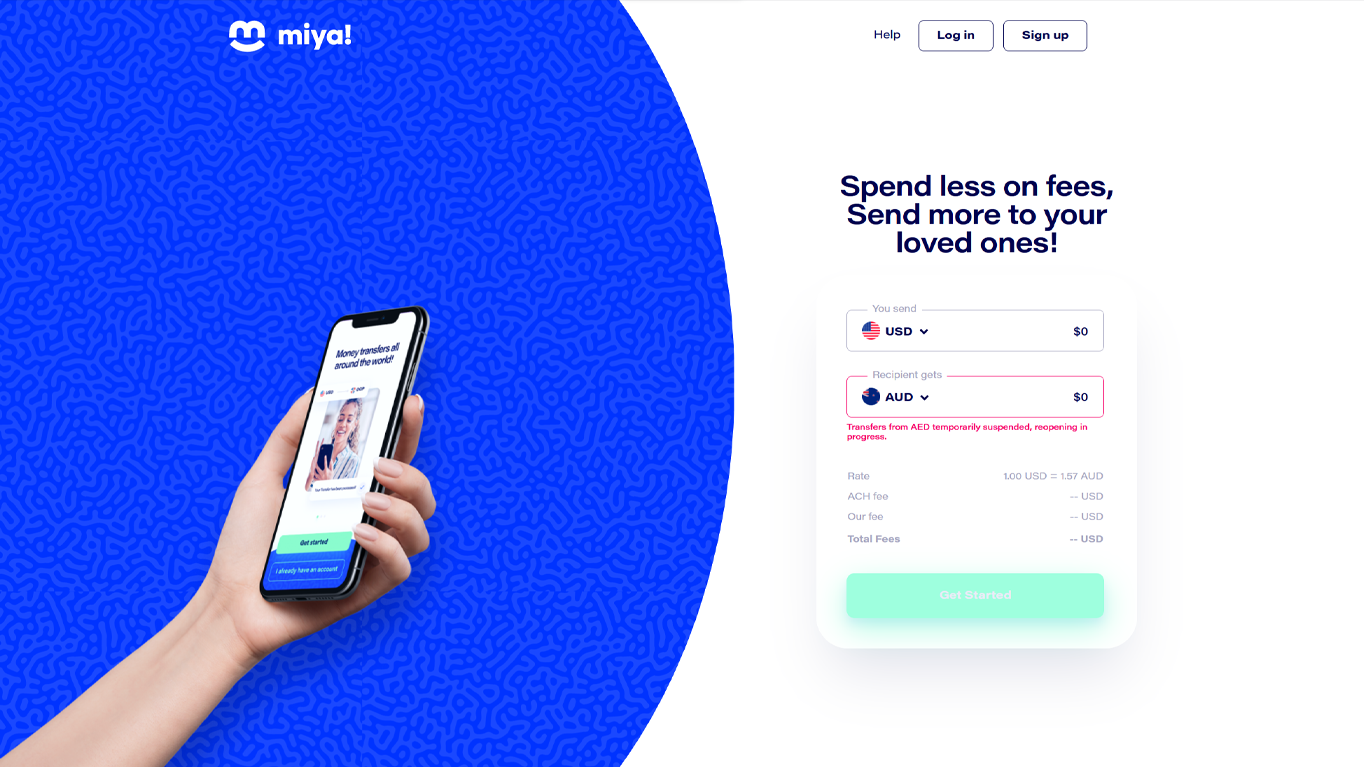 miya!
Help
Log in
Sign up
Spend less on fees,
Send more to your
loved ones!
You send
USD
$0
Recipient gets
AUD
$0
Transfers from AED temporarily suspended, reopening in
progress.
Rate
1.00 USD = 1.57 AUD
ACH fee
-- USD
Our fee
-- USD
Total Fees
-- USD
Get Started
Money transfers all
around the world!
USD
Your Transfer has been processed!
Get started
I already have an account